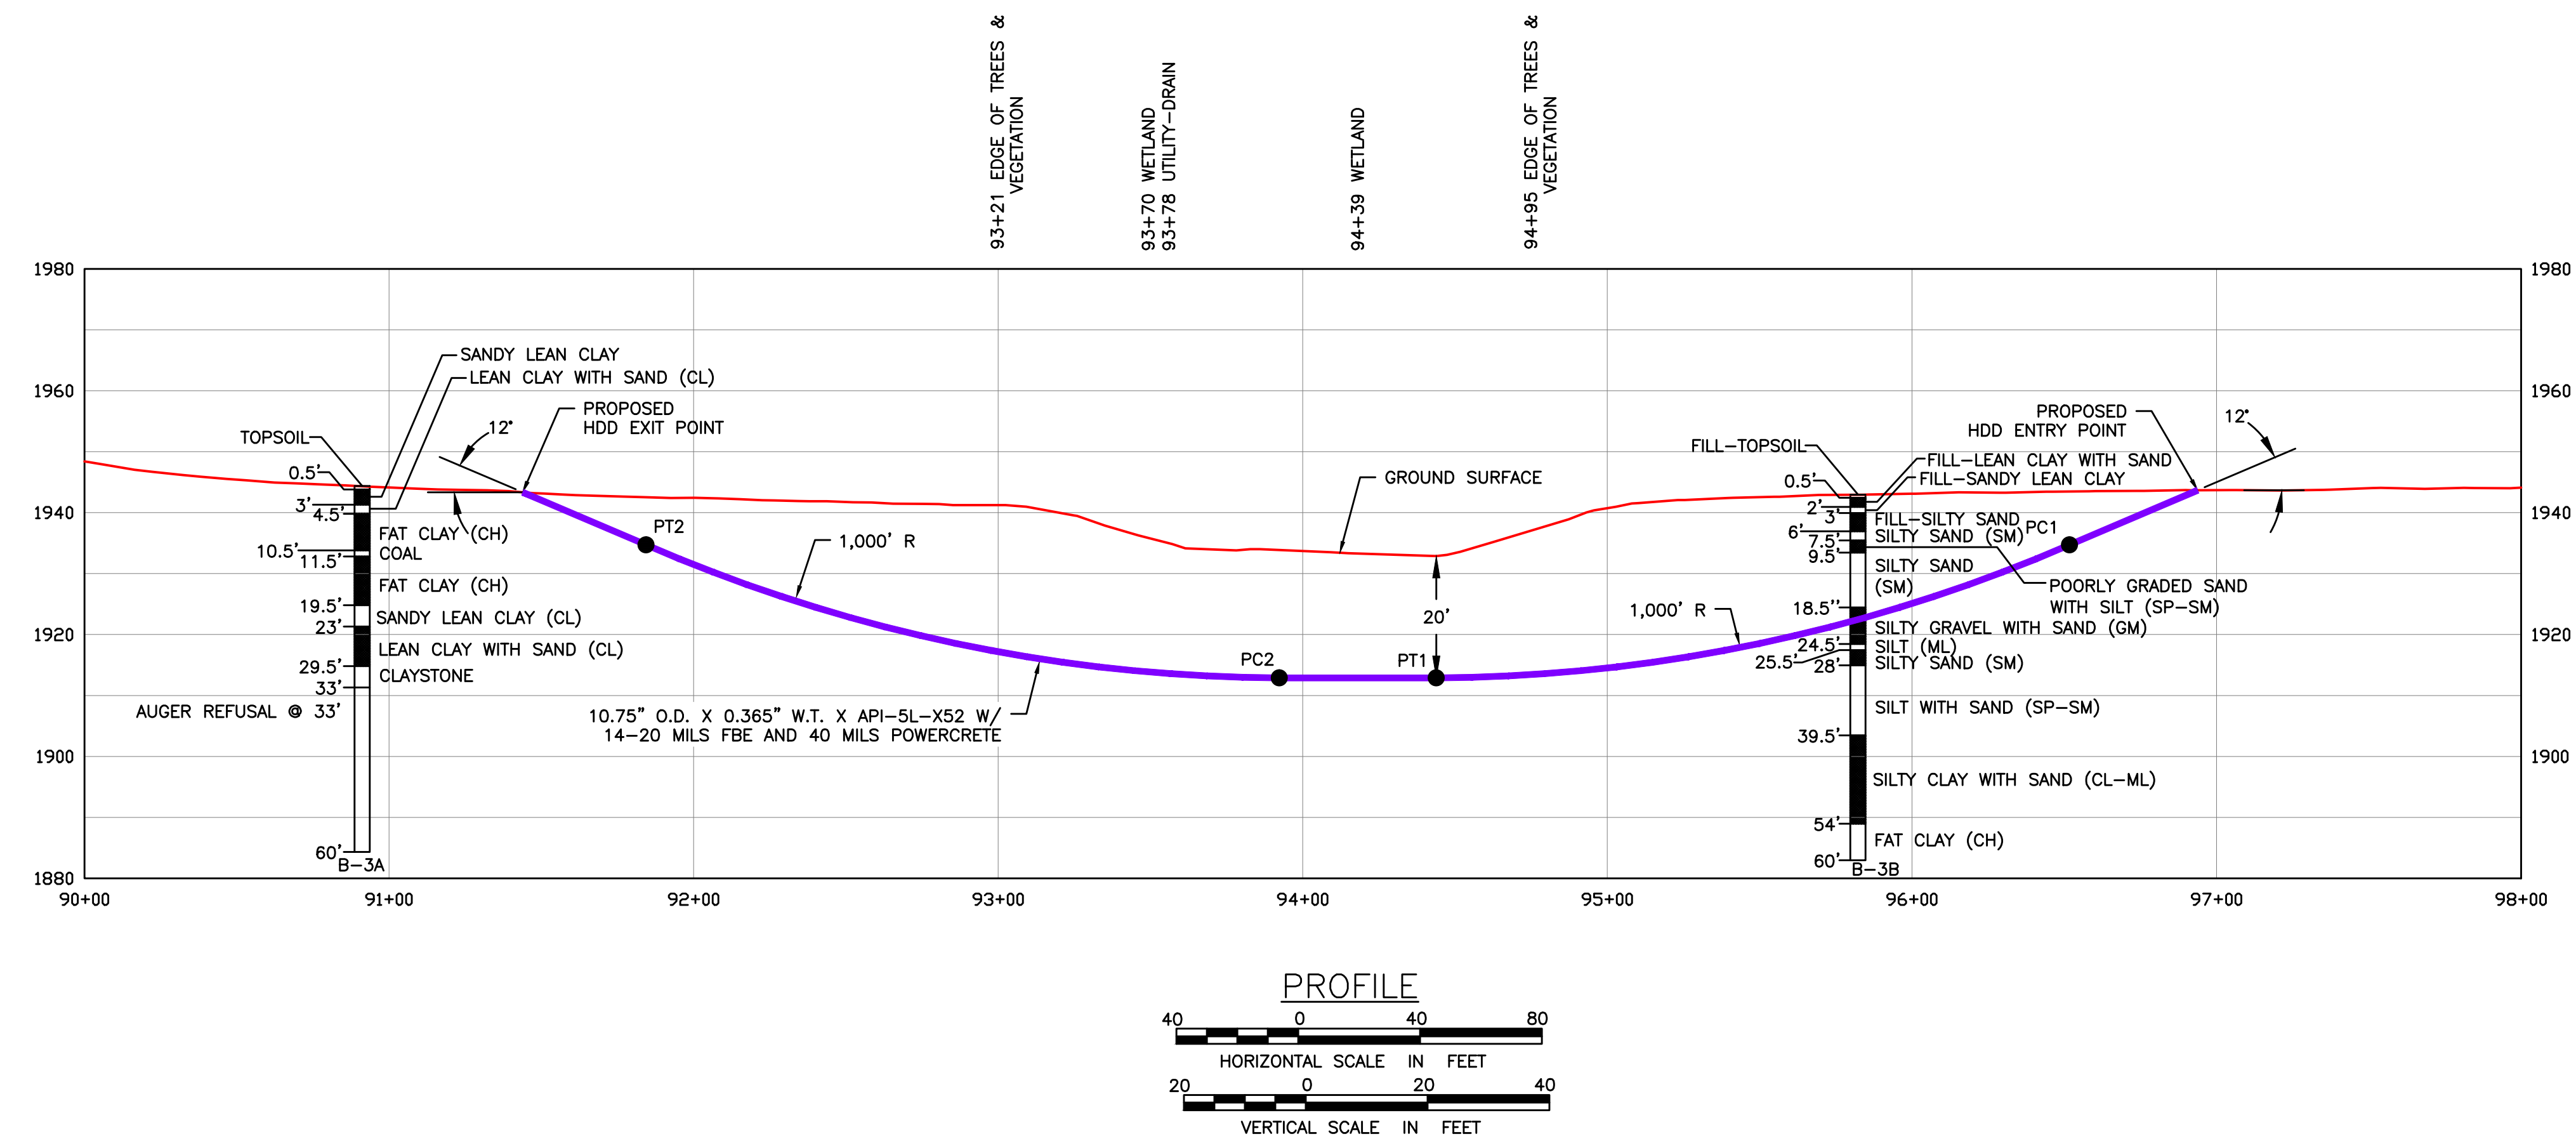 93+21 EDGE OF TREES &
VEGETATION
93+70 WETLAND
93+78 UTILITY-DRAIN
94+39 WETLAND
94+95 EDGE OF TREES &
VEGETATION
1980
1980
1960
1960
1940
1940
1920
1920
1900
1900
1880
SANDY LEAN CLAY
LEAN CLAY WITH SAND (CL)
PROPOSED
HDD EXIT POINT
12°
TOPSOIL
0.5'
3'
4.5'
FAT CLAY (CH)
10.5'
COAL
11.5'
FAT CLAY (CH)
19.5'
SANDY LEAN CLAY (CL)
23'
LEAN CLAY WITH SAND (CL)
29.5'
CLAYSTONE
33'
AUGER REFUSAL @ 33'
60'
B-3A
PT2
1,000' R
10.75" O.D. X 0.365" W.T. X API-5L-X52 W/
14-20 MILS FBE AND 40 MILS POWERCRETE
PC2
PT1
20'
GROUND SURFACE
1,000' R
PROPOSED
HDD ENTRY POINT
12°
FILL-TOPSOIL
FILL-LEAN CLAY WITH SAND
FILL-SANDY LEAN CLAY
0.5'
2'
3'
FILL-SILTY SAND
6'
SILTY SAND (SM)
PC1
7.5'
9.5'
SILTY SAND
(SM)
POORLY GRADED SAND
WITH SILT (SP-SM)
18.5''
SILTY GRAVEL WITH SAND (GM)
24.5'
SILT (ML)
25.5'
SILTY SAND (SM)
28'
SILT WITH SAND (SP-SM)
39.5'
SILTY CLAY WITH SAND (CL-ML)
54'
FAT CLAY (CH)
60'
B-3B
90+00
91+00
92+00
93+00
94+00
95+00
96+00
97+00
98+00
PROFILE
40 0 40 80
HORIZONTAL SCALE IN FEET
20 0 20 40
VERTICAL SCALE IN FEET